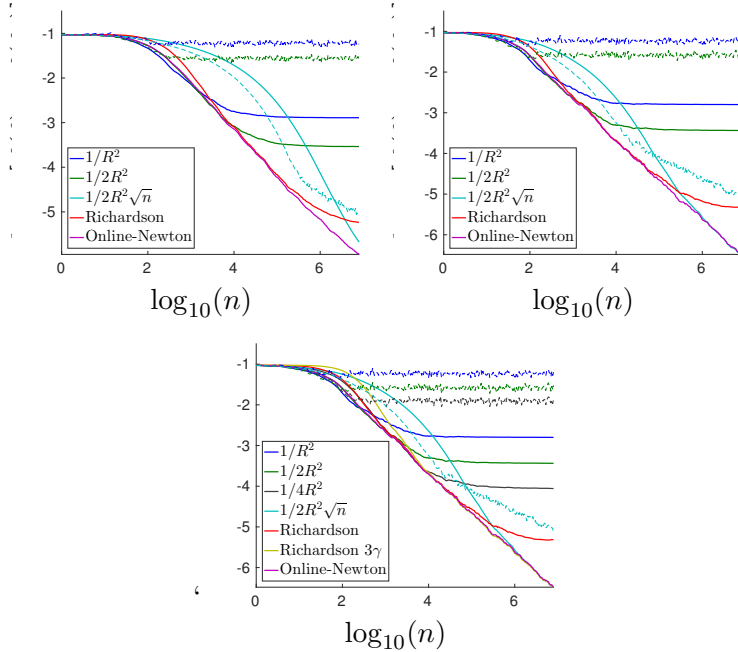 -1
-2
-3
-4
-5
1/R²
1/2R²
1/2R²√n
Richardson
Online-Newton
0
2
4
6
log₁₀(n)
-1
-2
-3
-4
-5
-6
1/R²
1/2R²
1/2R²√n
Richardson
Online-Newton
0
2
4
6
log₁₀(n)
-1
-2
-3
-4
-5
-6
1/R²
1/2R²
1/4R²
1/2R²√n
Richardson
Richardson 3γ
Online-Newton
0
2
4
6
log₁₀(n)
‘